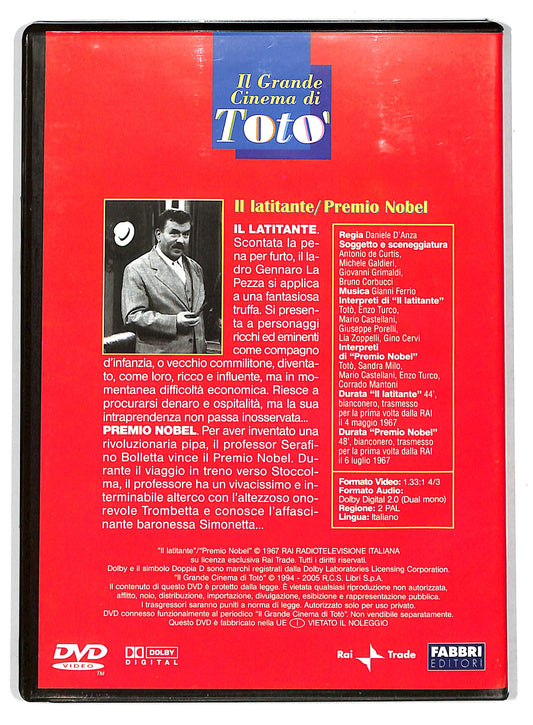 Il Grande
Cinema di
Totò
Il latitante/Premio Nobel
IL LATITANTE.
Scontata la pe-
na per furto, il la-
dro Gennaro La
Pezza si applica
a una fantasiosa
truffa. Si presen-
ta a personaggi
ricchi ed eminenti
come compagno
d'infanzia, o vecchio commilitone, diventa-
to, come loro, ricco e influente, ma in mo-
mentanea difficoltà economica. Riesce a
procurarsi denaro e ospitalità, ma la sua
intraprendenza non passa inosservata...
PREMIO NOBEL. Per aver inventato una
rivoluzionaria pipa, il professor Serafi-
no Bolletta vince il Premio Nobel. Du-
rante il viaggio in treno verso Stoccol-
ma, il professore ha un vivacissimo e in-
terminabile alterco con l'altezzoso ono-
revole Trombetta e conosce l'affasci-
nante baronessa Simonetta...
Regia Daniele D'Anza
Soggetto e sceneggiatura
Antonio de Curtis,
Michele Galdieri,
Giovanni Grimaldi,
Bruno Corbucci
Musica Gianni Ferrio
Interpreti di "Il latitante"
Totò, Enzo Turco,
Mario Castellani,
Giuseppe Porelli,
Lia Zoppelli, Gino Cervi
Interpreti
di "Premio Nobel"
Totò, Sandra Milo,
Mario Castellani, Enzo Turco,
Corrado Mantoni
Durata "Il latitante" 44',
bianconero, trasmesso
per la prima volta dalla RAI
il 4 maggio 1967
Durata "Premio Nobel"
48', bianconero, trasmesso
per la prima volta dalla RAI
il 6 luglio 1967
Formato Video: 1.33:1 4/3
Formato Audio:
Dolby Digital 2.0 (Dual mono)
Regione: 2 PAL
Lingua: Italiano
"Il latitante"/"Premio Nobel" © 1967 RAI RADIOTELEVISIONE ITALIANA
su licenza esclusiva Rai Trade. Tutti i diritti riservati.
Dolby e il simbolo Doppia D sono marchi registrati dalla Dolby Laboratories Licensing Corporation.
"Il Grande Cinema di Totò" © 1994 - 2005 R.C.S. Libri S.p.A.
Il contenuto di questo DVD è protetto dalla legge. È vietata qualsiasi riproduzione non autorizzata,
affitto, nolo, distribuzione, importazione, divulgazione, esibizione e rappresentazione pubblica.
I trasgressori saranno puniti a norma di legge. Autorizzato solo per uso privato.
DVD connesso funzionalmente al periodico "Il Grande Cinema di Totò". Non vendibile separatamente.
Questo DVD è fabbricato nella UE I VIETATO IL NOLEGGIO
DVD
VIDEO
TM
DOLBY
DIGITAL
Rai Trade
FABBRI
EDITORI